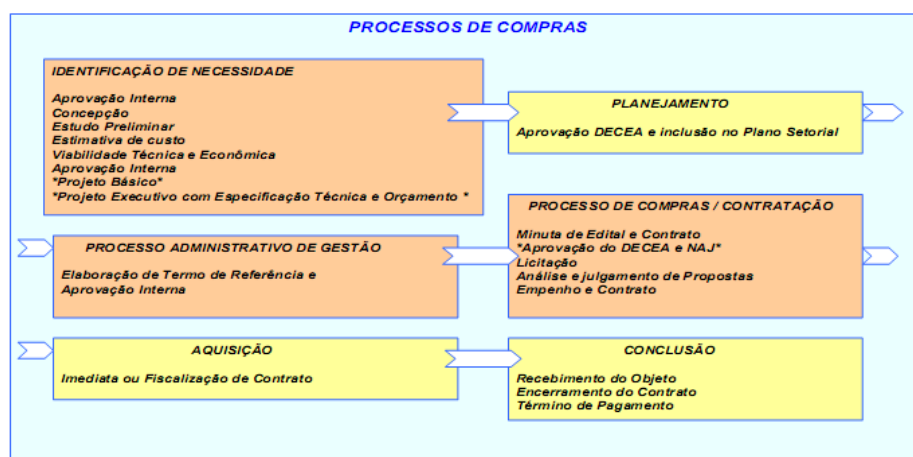 PROCESSOS DE COMPRAS
IDENTIFICAÇÃO DE NECESSIDADE
Aprovação Interna
Concepção
Estudo Preliminar
Estimativa de custo
Viabilidade Técnica e Econômica
Aprovação Interna
*Projeto Básico*
*Projeto Executivo com Especificação Técnica e Orçamento *
PLANEJAMENTO
Aprovação DECEA e inclusão no Plano Setorial
PROCESSO ADMINISTRATIVO DE GESTÃO
Elaboração de Termo de Referência e
Aprovação Interna
PROCESSO DE COMPRAS / CONTRATAÇÃO
Minuta de Edital e Contrato
*Aprovação do DECEA e NAJ*
Licitação
Análise e julgamento de Propostas
Empenho e Contrato
AQUISIÇÃO
Imediata ou Fiscalização de Contrato
CONCLUSÃO
Recebimento do Objeto
Encerramento do Contrato
Término de Pagamento